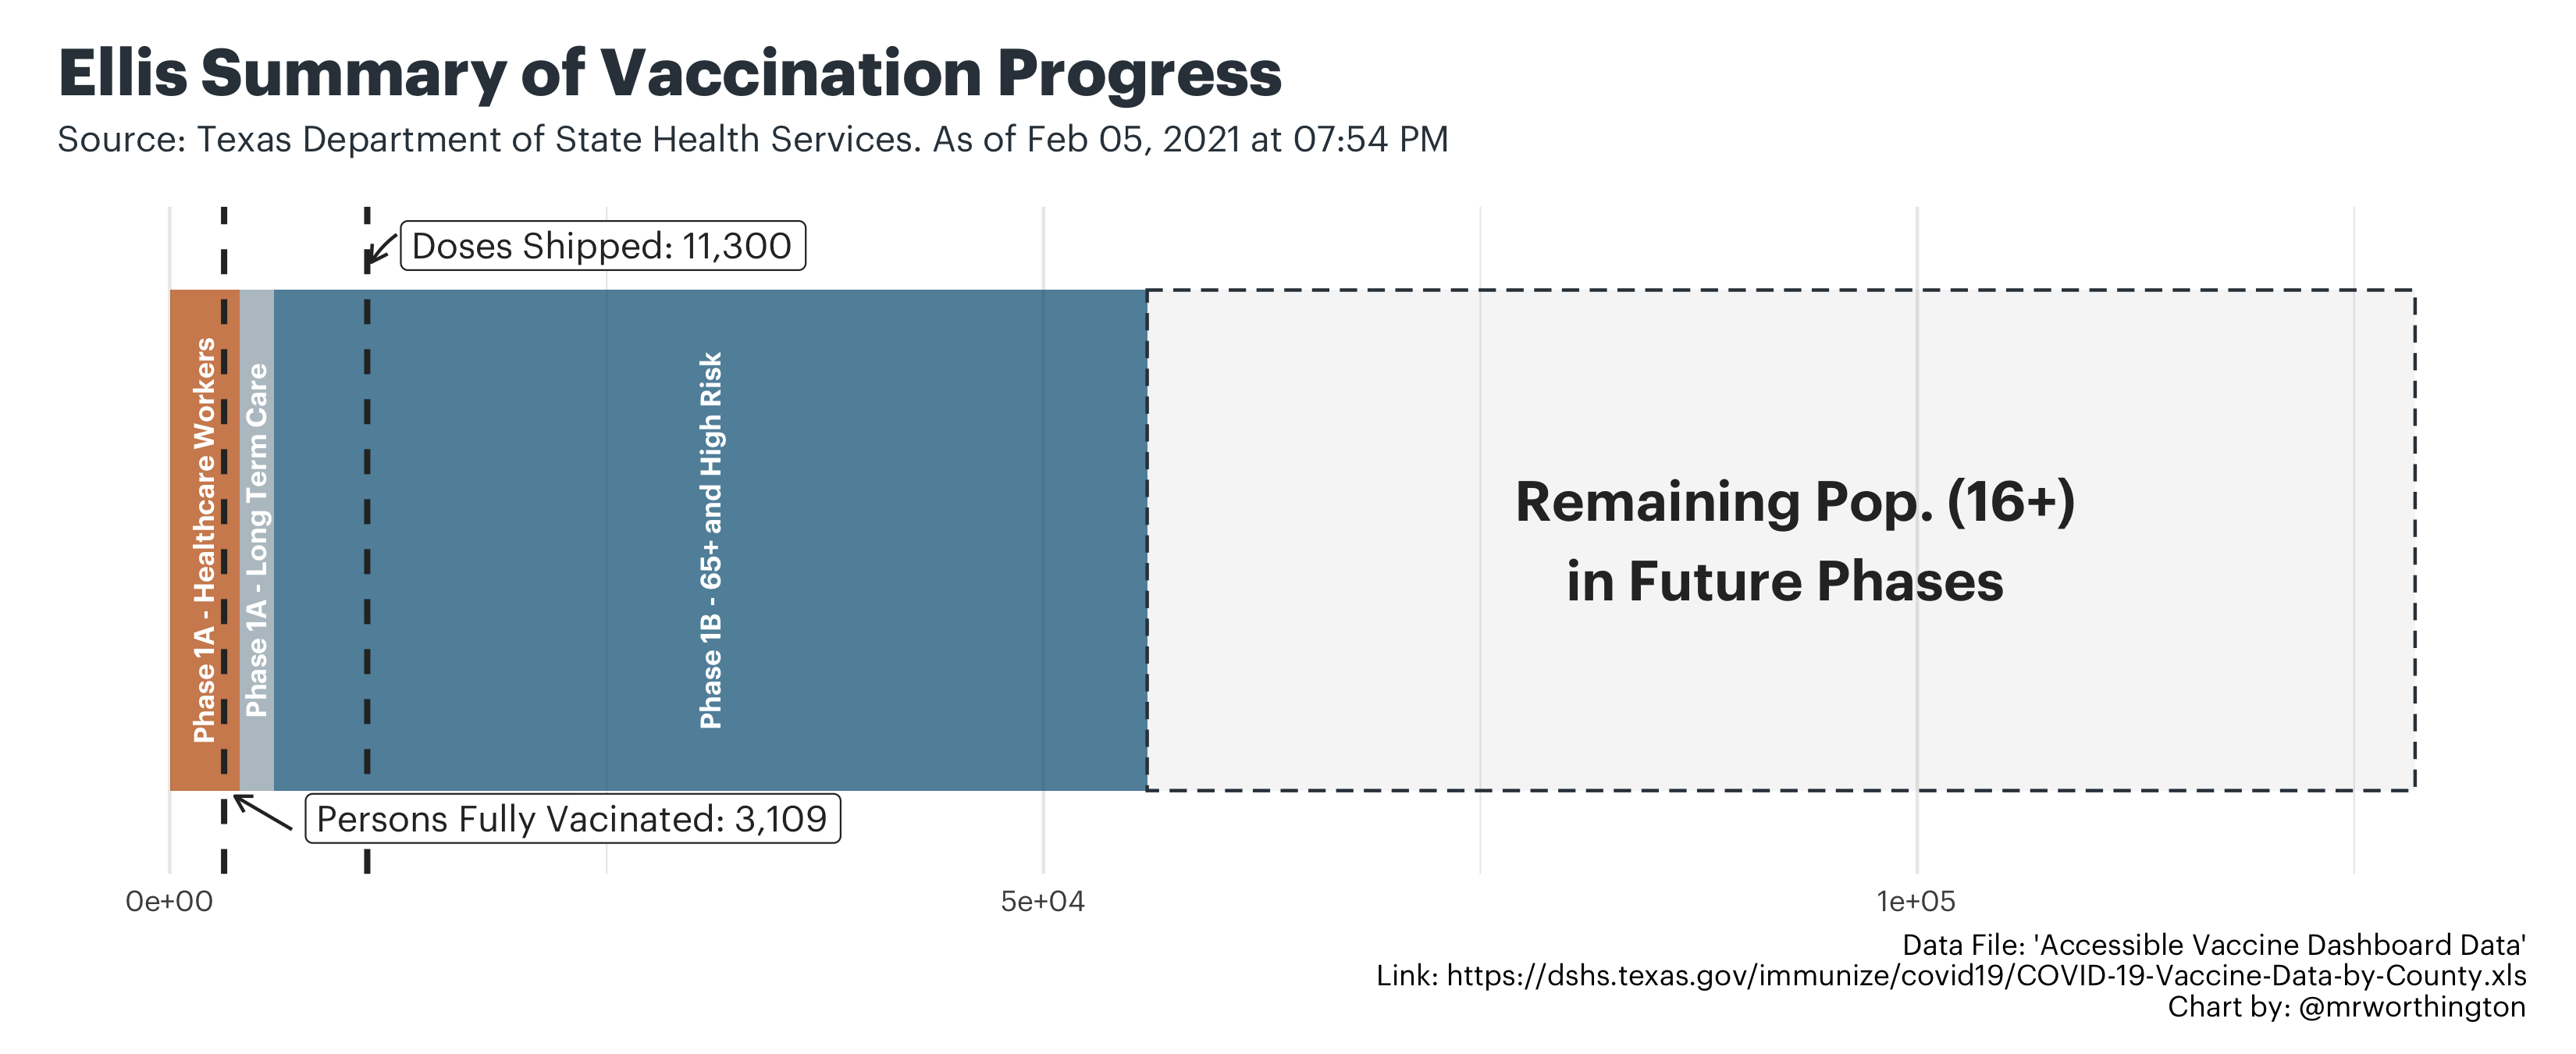 Ellis Summary of Vaccination Progress
Source: Texas Department of State Health Services. As of Feb 05, 2021 at 07:54 PM
Doses Shipped: 11,300
Phase 1A - Healthcare Workers
Phase 1A - Long Term Care
Phase 1B - 65+ and High Risk
Remaining Pop. (16+)
in Future Phases
Persons Fully Vacinated: 3,109
0e+00
5e+04
1e+05
Data File: 'Accessible Vaccine Dashboard Data'
Link: https://dshs.texas.gov/immunize/covid19/COVID-19-Vaccine-Data-by-County.xls
Chart by: @mrworthington